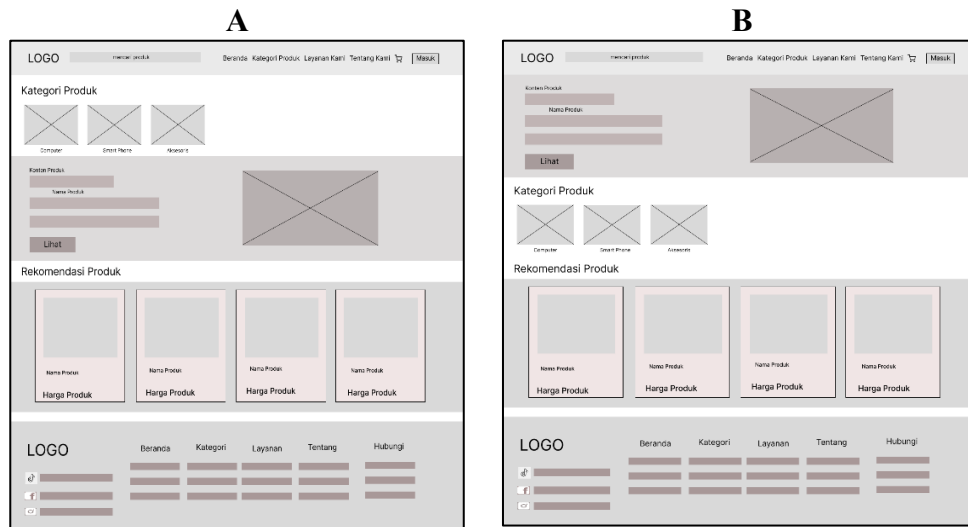 A
LOGO mencari produk Beranda Kategori Produk Layanan Kami Tentang Kami Masuk
Kategori Produk
Computer Smart Phone Aksesoris
Konten Produk
Nama Produk
Lihat
Rekomendasi Produk
Nama Produk Nama Produk Nama Produk Nama Produk
Harga Produk Harga Produk Harga Produk Harga Produk
LOGO Beranda Kategori Layanan Tentang Hubungi
B
LOGO mencari produk Beranda Kategori Produk Layanan Kami Tentang Kami Masuk
Konten Produk
Nama Produk
Lihat
Kategori Produk
Computer Smart Phone Aksesoris
Rekomendasi Produk
Nama Produk Nama Produk Nama Produk Nama Produk
Harga Produk Harga Produk Harga Produk Harga Produk
LOGO Beranda Kategori Layanan Tentang Hubungi